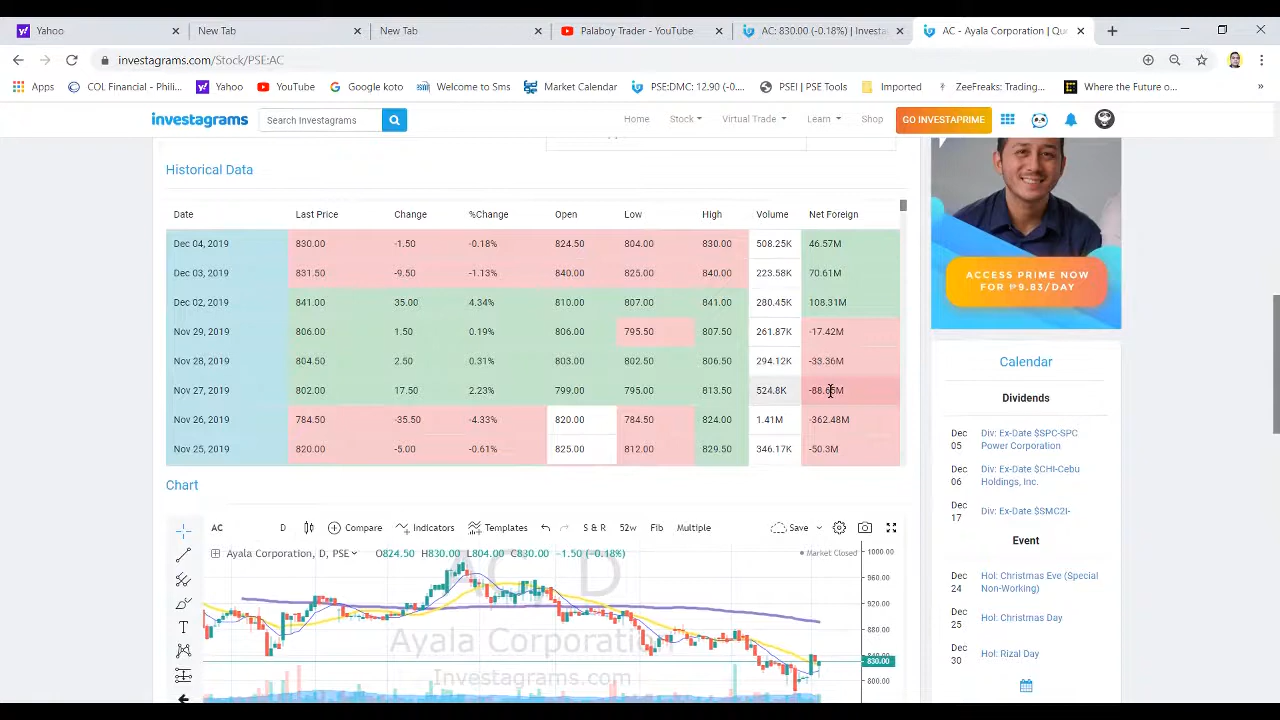 Yahoo
New Tab
New Tab
Palaboy Trader - YouTube
AC: 830.00 (-0.18%) | Investa
AC - Ayala Corporation | Qu
investagrams.com/Stock/PSE:AC
Apps
COL Financial - Phili...
Yahoo
YouTube
Google koto
Welcome to Sms
Market Calendar
PSE:DMC 12.90 (-0....
PSEI | PSE Tools
Imported
ZeeFreaks: Trading...
Where the Future o...
»
investagrams
Search Investagrams
Home
Stock
Virtual Trade
Learn
Shop
GO INVESTAPRIME
Historical Data
Date Last Price Change %Change Open Low High Volume Net Foreign
Dec 04, 2019 830.00 -1.50 -0.18% 824.50 804.00 830.00 508.25K 46.57M
Dec 03, 2019 831.50 -9.50 -1.13% 840.00 825.00 840.00 223.58K 70.61M
Dec 02, 2019 841.00 35.00 4.34% 810.00 807.00 841.00 280.45K 108.31M
Nov 29, 2019 806.00 1.50 0.19% 806.00 795.50 807.50 261.87K -17.42M
Nov 28, 2019 804.50 2.50 0.31% 803.00 802.50 806.50 294.12K -33.36M
Nov 27, 2019 802.00 17.50 2.23% 799.00 795.00 813.50 524.8K
Nov 26, 2019 784.50 -35.50 -4.33% 820.00 784.50 824.00 1.41M -362.48M
Nov 25, 2019 820.00 -5.00 -0.61% 825.00 812.00 829.50 346.17K -50.3M
Chart
AC D Compare Indicators Templates S & R 52w Fib Multiple Save
Ayala Corporation, D, PSE O824.50 H830.00 L804.00 C830.00 -1.50 (-0.18%)
Market Closed
AC, D
Ayala Corporation
Investagrams.com
1000.00
960.00
920.00
880.00
830.00
800.00
ACCESS PRIME NOW
FOR ₱9.83/DAY
Calendar
Dividends
Dec 05
Div: Ex-Date $SPC-SPC
Power Corporation
Dec 06
Div: Ex-Date $CHI-Cebu
Holdings, Inc.
Dec 17
Div: Ex-Date $SMC2I-
Event
Dec 24
Hol: Christmas Eve (Special
Non-Working)
Dec 25
Hol: Christmas Day
Dec 30
Hol: Rizal Day